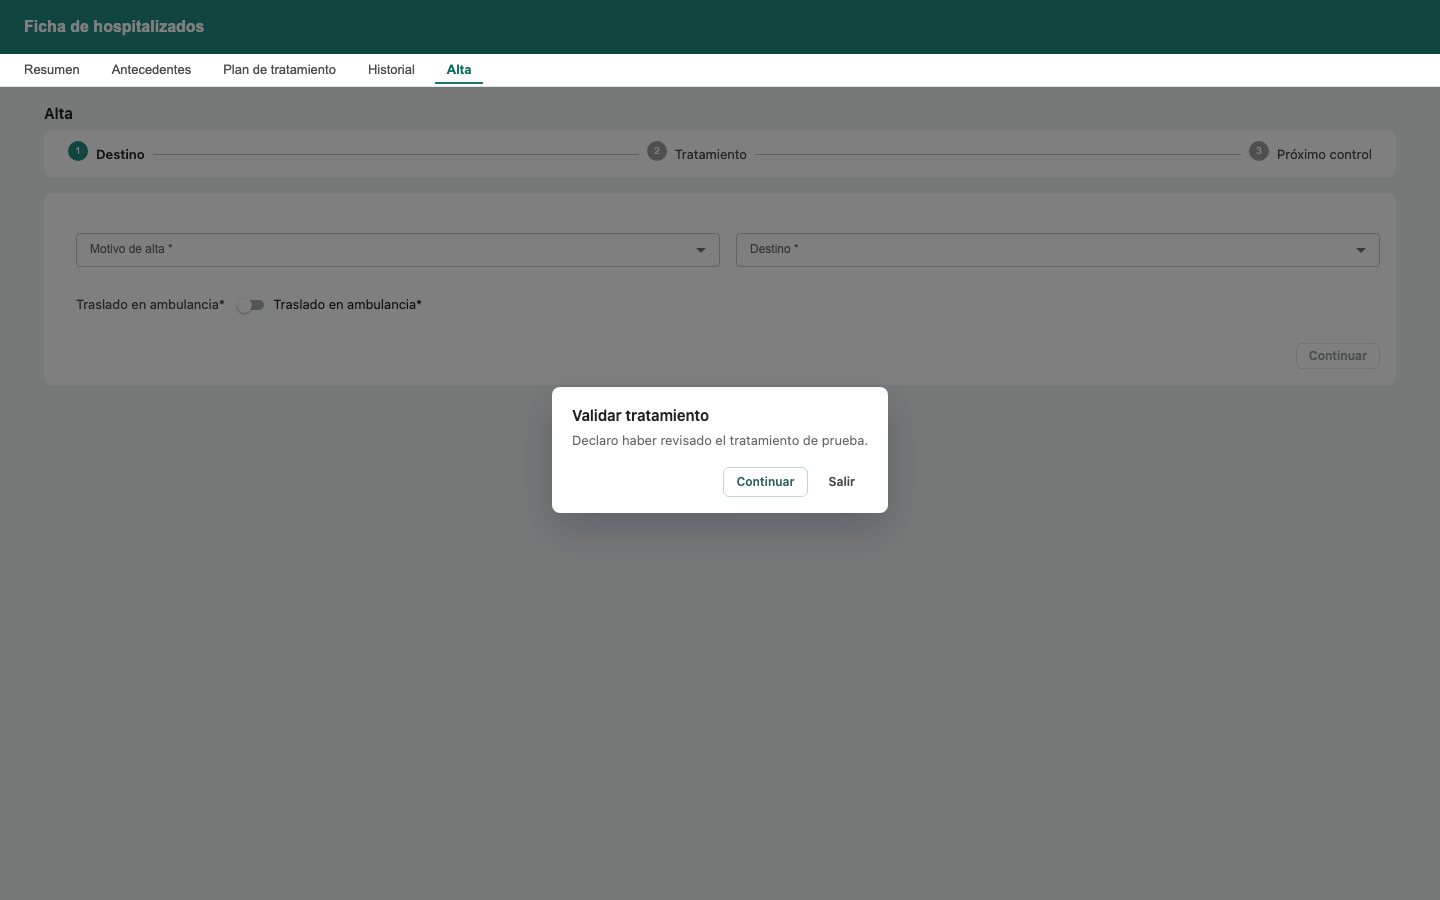 Ficha de hospitalizados
Resumen Antecedentes Plan de tratamiento Historial Alta
Alta
1 Destino 2 Tratamiento 3 Próximo control
Motivo de alta * Destino *
Traslado en ambulancia* Traslado en ambulancia*
Continuar
Validar tratamiento
Declaro haber revisado el tratamiento de prueba.
Continuar Salir